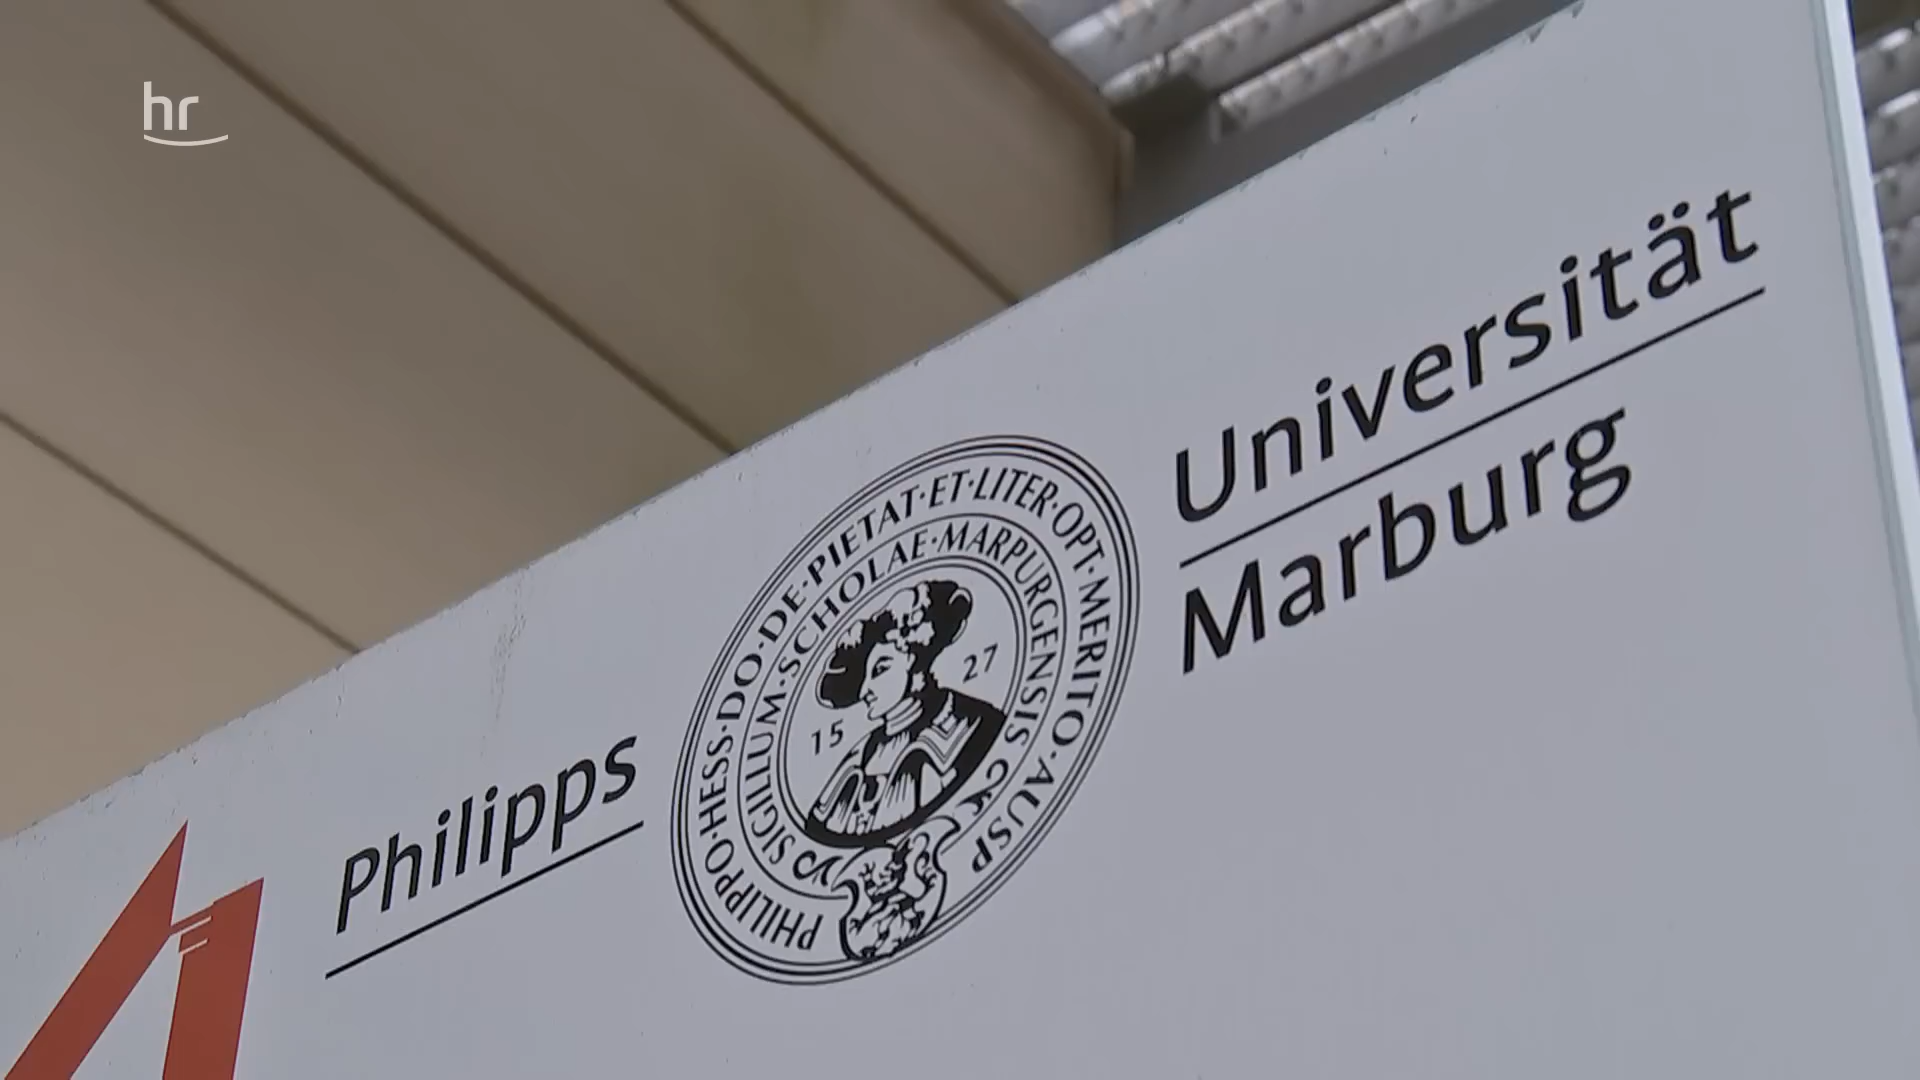 hr
Philipps
Universität
Marburg
PHILIPPO·HESS·DO·DE·PIETAT·ET·LITER·OPT·MERITO·AUSP
SIGILLUM·SCHOLAE·MARPURGENSIS
15 27